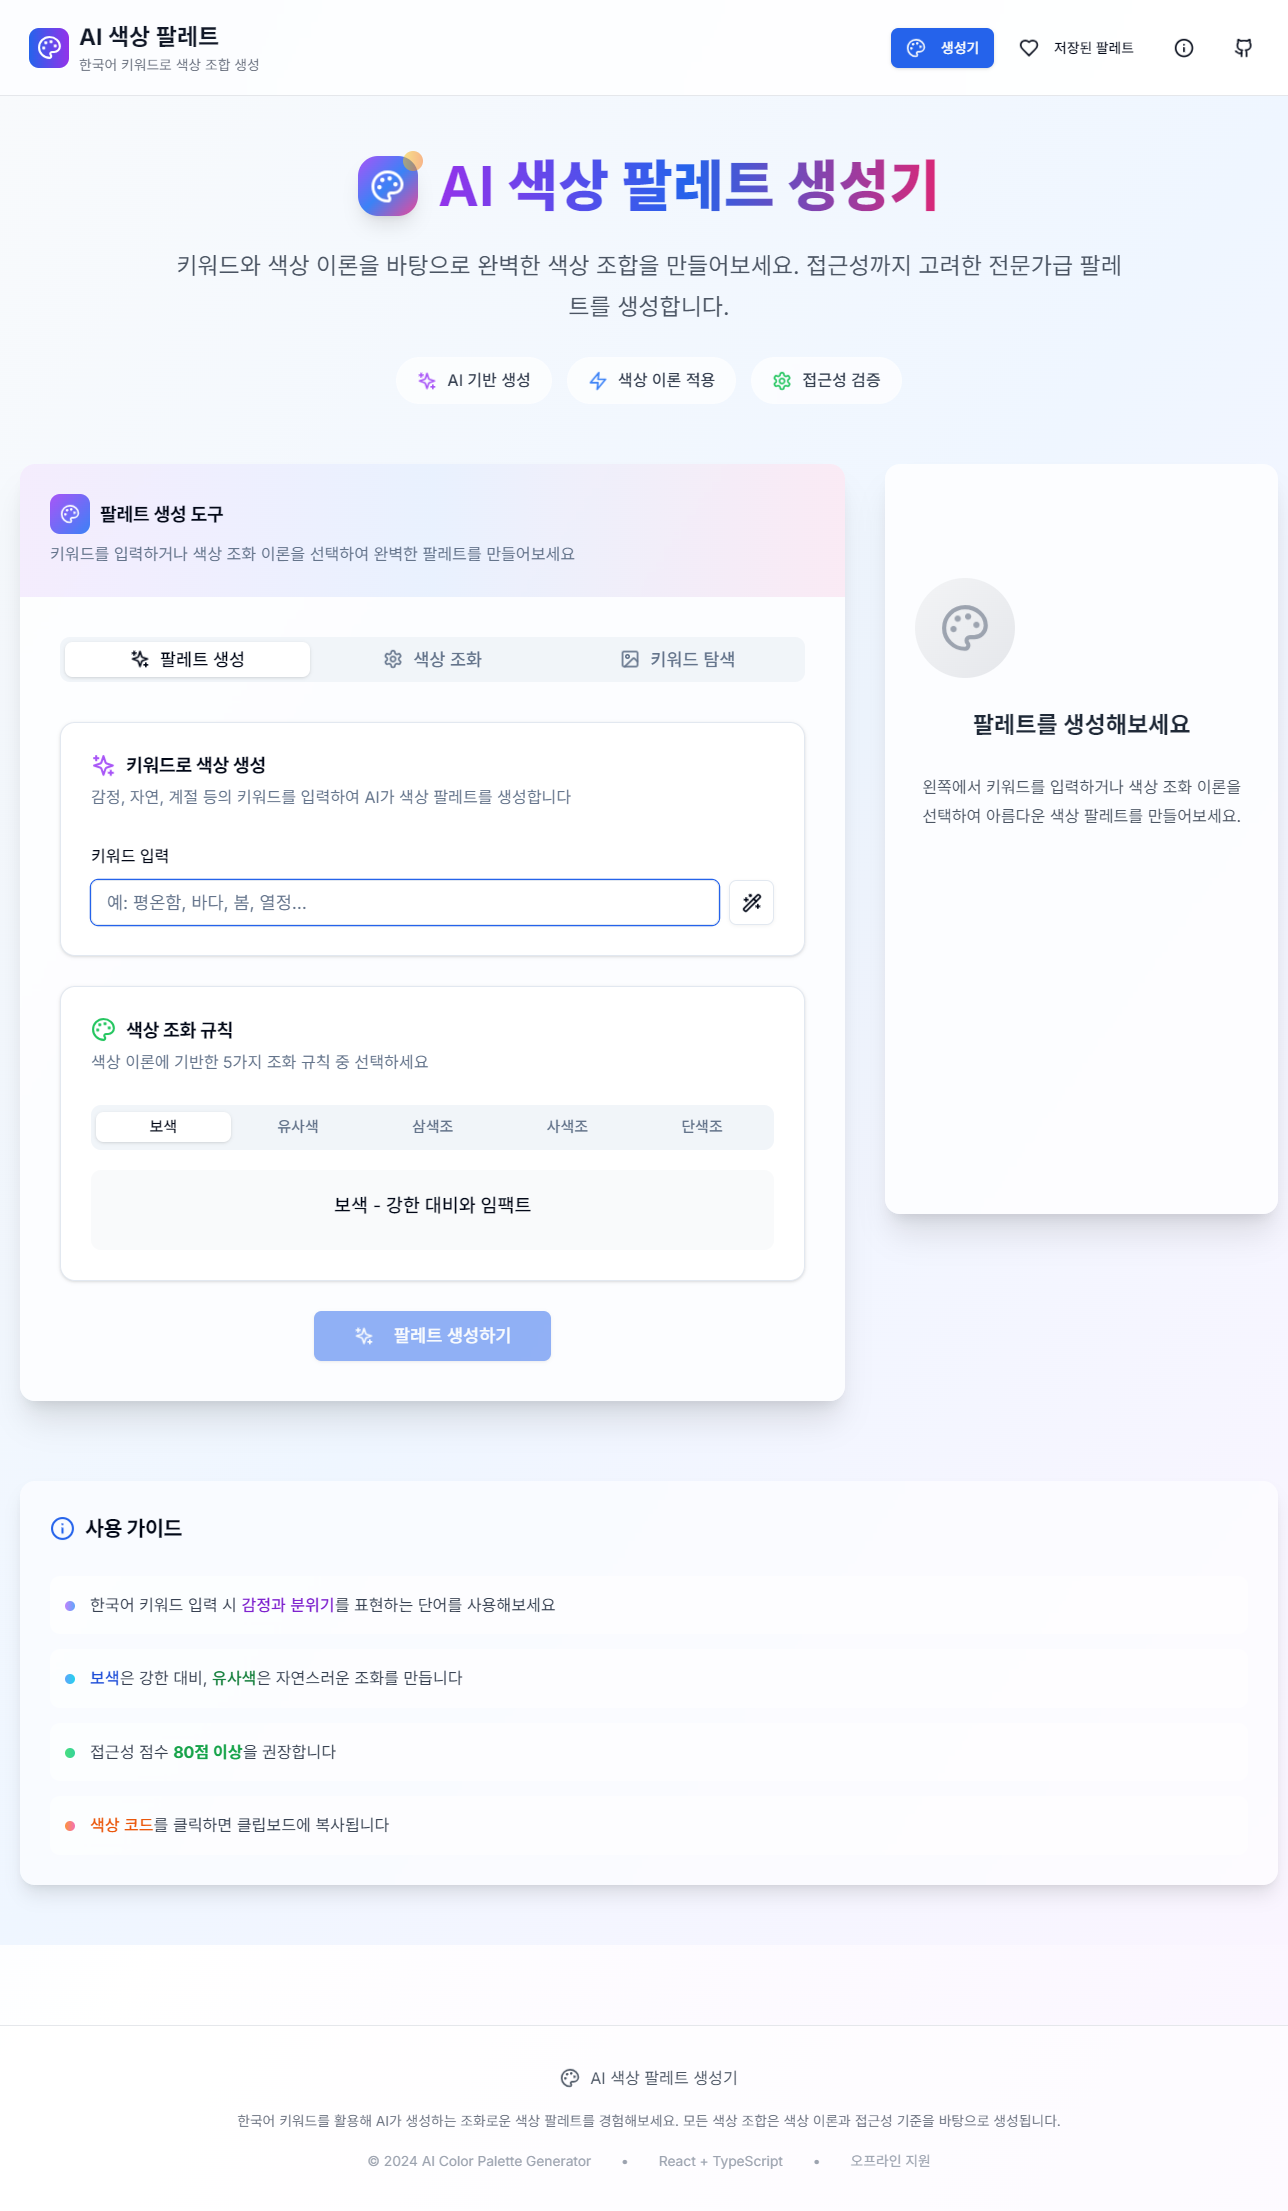 AI 색상 팔레트
한국어 키워드로 색상 조합 생성
생성기
저장된 팔레트
AI 색상 팔레트 생성기
키워드와 색상 이론을 바탕으로 완벽한 색상 조합을 만들어보세요. 접근성까지 고려한 전문가급 팔레
트를 생성합니다.
AI 기반 생성
색상 이론 적용
접근성 검증
팔레트 생성 도구
키워드를 입력하거나 색상 조화 이론을 선택하여 완벽한 팔레트를 만들어보세요
팔레트 생성
색상 조화
키워드 탐색
키워드로 색상 생성
감정, 자연, 계절 등의 키워드를 입력하여 AI가 색상 팔레트를 생성합니다
키워드 입력
예: 평온함, 바다, 봄, 열정...
색상 조화 규칙
색상 이론에 기반한 5가지 조화 규칙 중 선택하세요
보색
유사색
삼색조
사색조
단색조
보색 - 강한 대비와 임팩트
팔레트 생성하기
팔레트를 생성해보세요
왼쪽에서 키워드를 입력하거나 색상 조화 이론을
선택하여 아름다운 색상 팔레트를 만들어보세요.
사용 가이드
한국어 키워드 입력 시 감정과 분위기를 표현하는 단어를 사용해보세요
보색은 강한 대비, 유사색은 자연스러운 조화를 만듭니다
접근성 점수 80점 이상을 권장합니다
색상 코드를 클릭하면 클립보드에 복사됩니다
AI 색상 팔레트 생성기
한국어 키워드를 활용해 AI가 생성하는 조화로운 색상 팔레트를 경험해보세요. 모든 색상 조합은 색상 이론과 접근성 기준을 바탕으로 생성됩니다.
© 2024 AI Color Palette Generator • React + TypeScript • 오프라인 지원